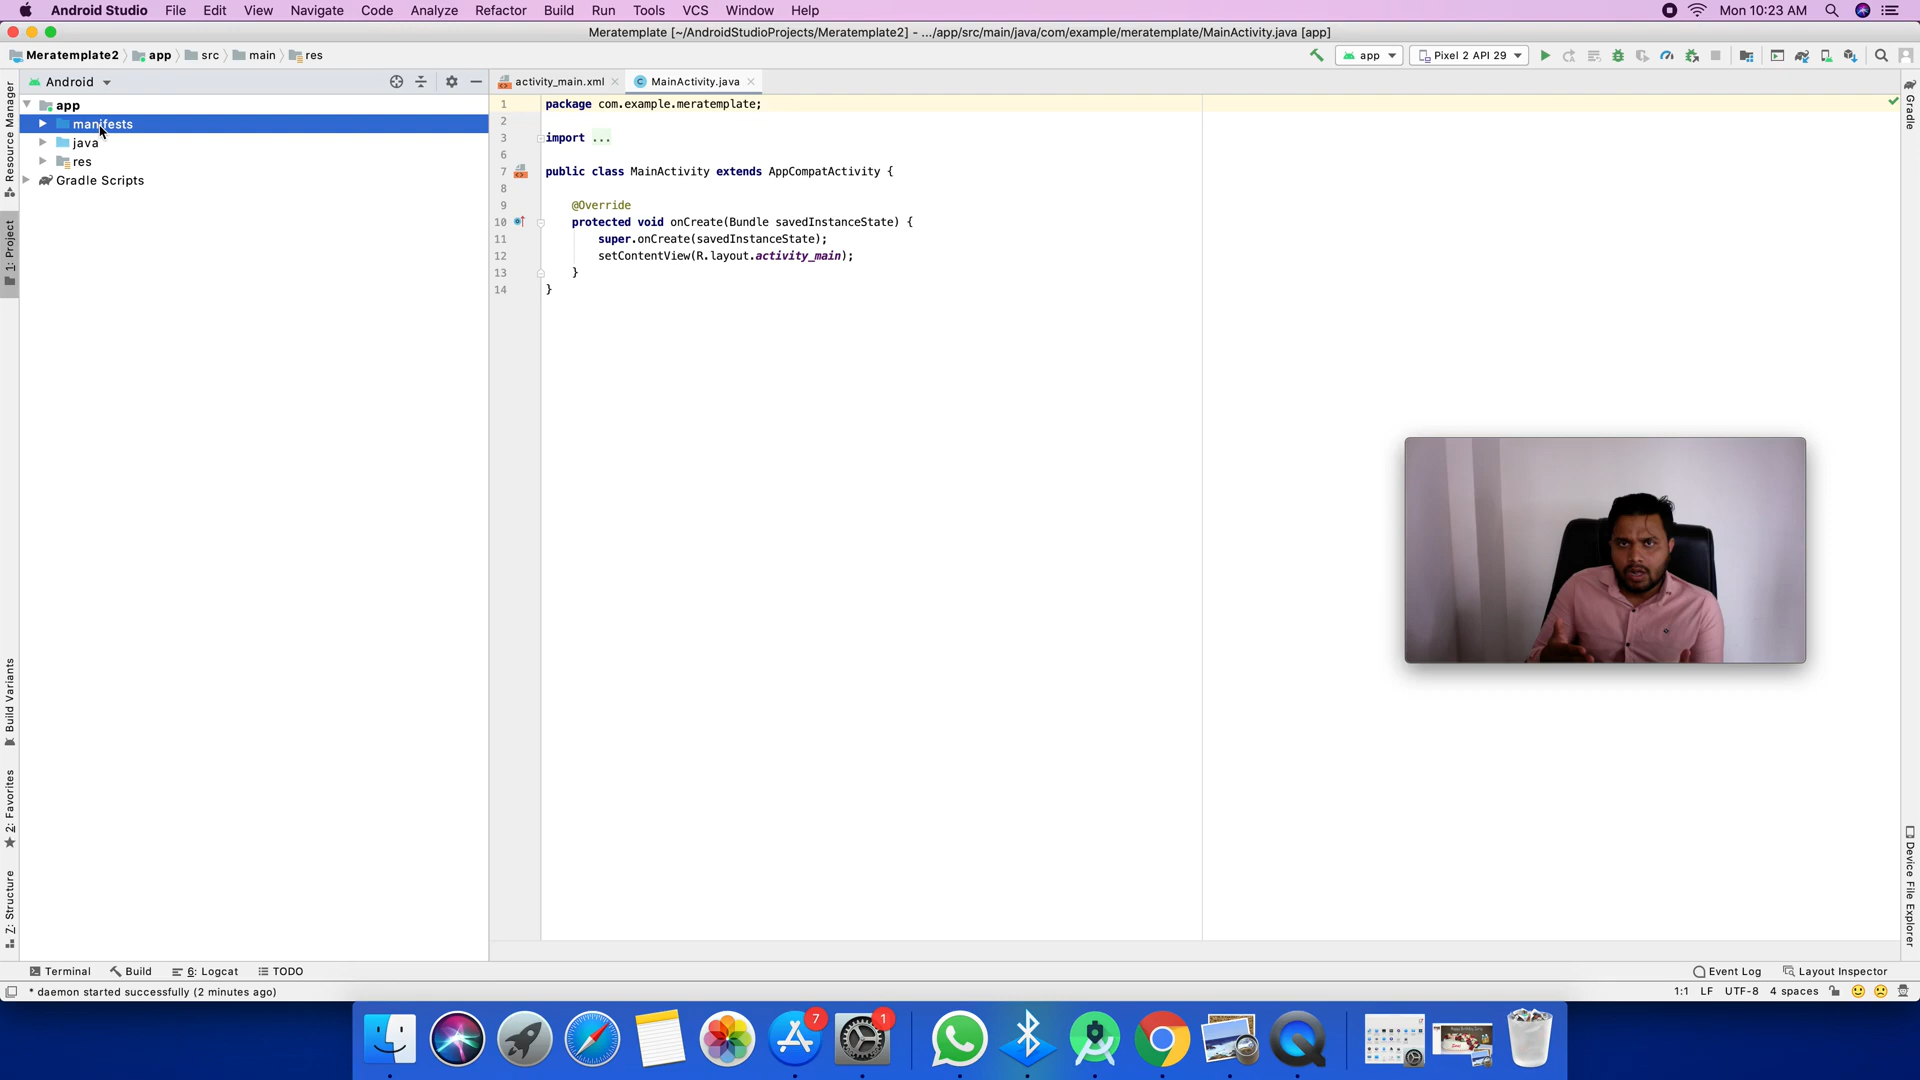 Android Studio File Edit View Navigate Code Analyze Refactor Build Run Tools VCS Window Help Mon 10:23 AM
Meratemplate [~/AndroidStudioProjects/Meratemplate2] - .../app/src/main/java/com/example/meratemplate/MainActivity.java [app]
Meratemplate2 app src main res app Pixel 2 API 29
Android activity_main.xml MainActivity.java
app
manifests
java
res
Gradle Scripts
1 package com.example.meratemplate;
2
3 import ...
6
7 public class MainActivity extends AppCompatActivity {
8
9 @Override
10 protected void onCreate(Bundle savedInstanceState) {
11 super.onCreate(savedInstanceState);
12 setContentView(R.layout.activity_main);
13 }
14 }
Resource Manager
1: Project
Build Variants
2: Favorites
Z: Structure
Gradle
Device File Explorer
Terminal Build 6: Logcat TODO Event Log Layout Inspector
* daemon started successfully (2 minutes ago) 1:1 LF UTF-8 4 spaces
7
1